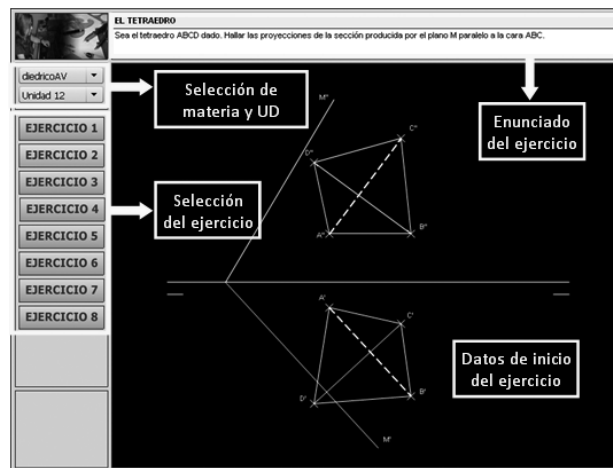 EL TETRAEDRO
Sea el tetraedro ABCD dado. Hallar las proyecciones de la sección producida por el plano M paralelo a la cara ABC.
diedricoAV
Unidad 12
Selección de
materia y UD
Enunciado
del ejercicio
EJERCICIO 1
EJERCICIO 2
EJERCICIO 3
EJERCICIO 4
EJERCICIO 5
EJERCICIO 6
EJERCICIO 7
EJERCICIO 8
Selección
del ejercicio
M''
C''
D''
A''
B''
A'
C'
D'
B'
M'
Datos de inicio
del ejercicio